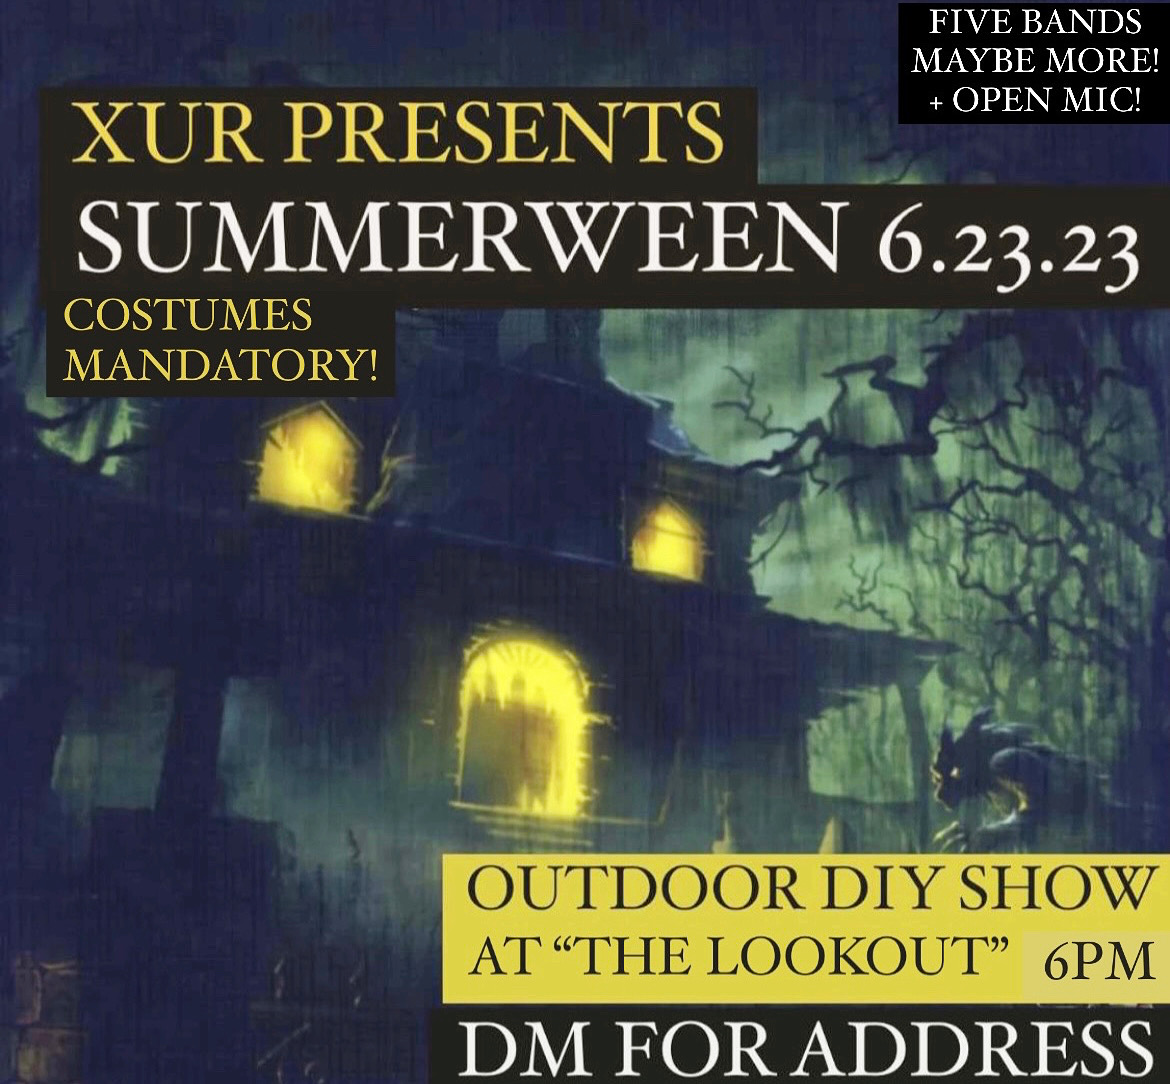 FIVE BANDS
MAYBE MORE!
+ OPEN MIC!
XUR PRESENTS
SUMMERWEEN 6.23.23
COSTUMES
MANDATORY!
OUTDOOR DIY SHOW
AT “THE LOOKOUT” 6PM
DM FOR ADDRESS